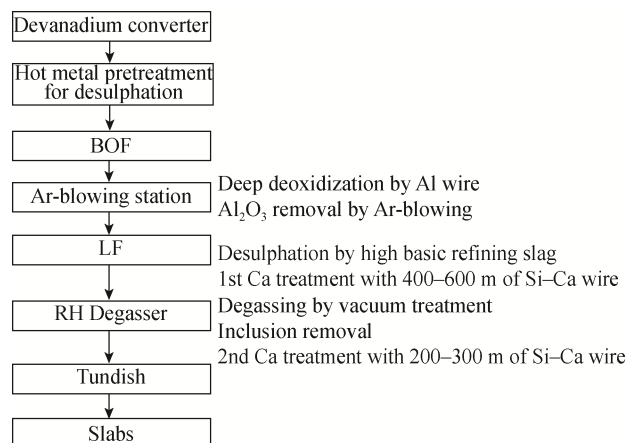 Devanadium converter
Hot metal pretreatment
for desulphation
BOF
Ar-blowing station
Deep deoxidization by Al wire
Al₂O₃ removal by Ar-blowing
LF
Desulphation by high basic refining slag
1st Ca treatment with 400–600 m of Si–Ca wire
RH Degasser
Degassing by vacuum treatment
Inclusion removal
2nd Ca treatment with 200–300 m of Si–Ca wire
Tundish
Slabs